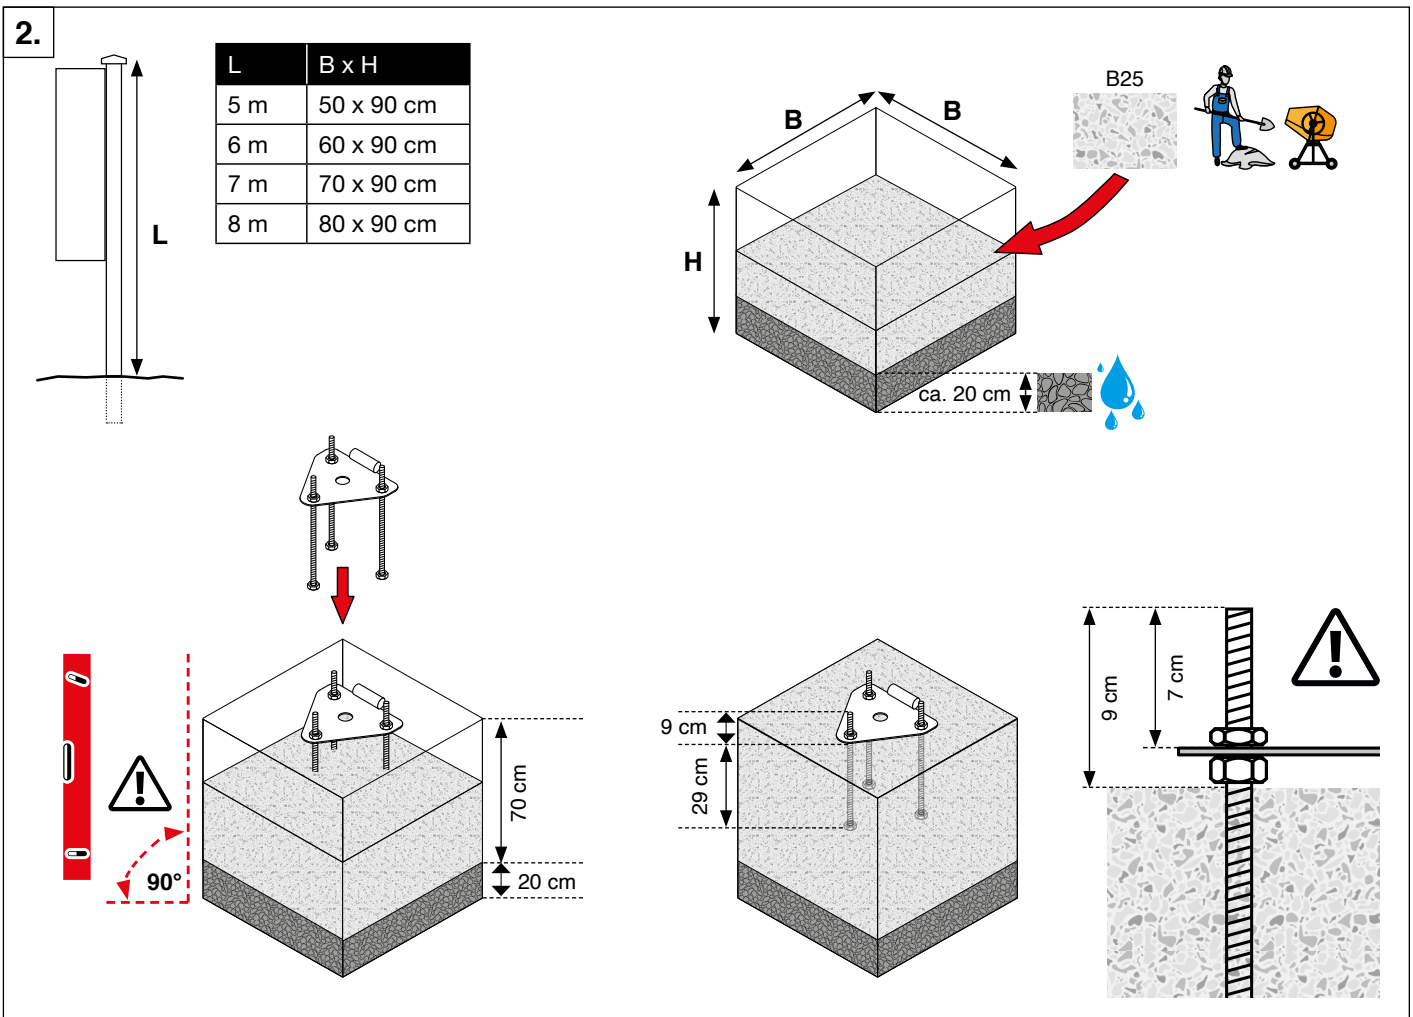 2.
L B x H
5 m 50 x 90 cm
6 m 60 x 90 cm
7 m 70 x 90 cm
8 m 80 x 90 cm
L
B
B
H
B25
ca. 20 cm
90°
70 cm
20 cm
9 cm
29 cm
9 cm
7 cm